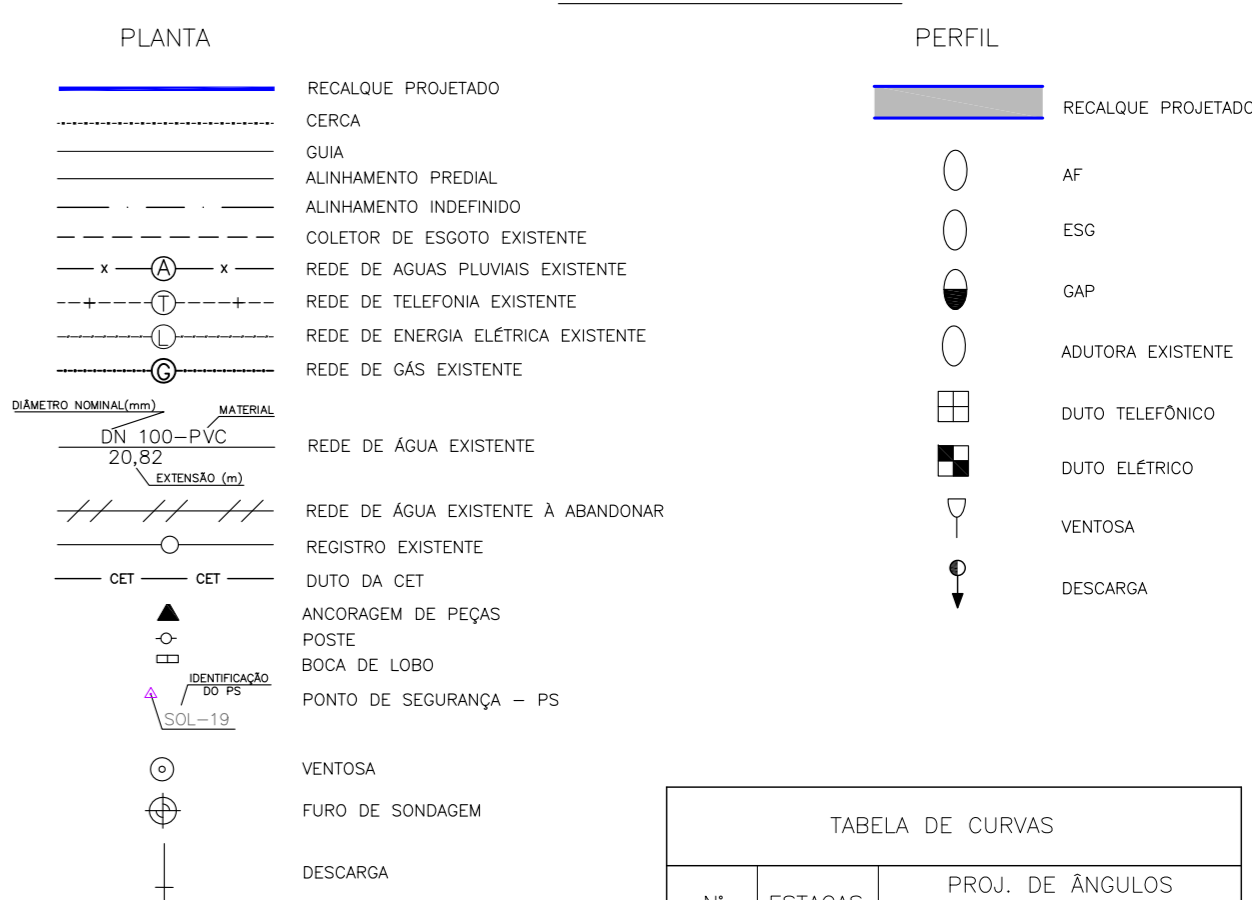 PLANTA
RECALQUE PROJETADO
CERCA
GUIA
ALINHAMENTO PREDIAL
ALINHAMENTO INDEFINIDO
COLETOR DE ESGOTO EXISTENTE
x A x REDE DE AGUAS PLUVIAIS EXISTENTE
T REDE DE TELEFONIA EXISTENTE
L REDE DE ENERGIA ELÉTRICA EXISTENTE
G REDE DE GÁS EXISTENTE
DIÂMETRO NOMINAL(mm)
MATERIAL
DN 100-PVC
20,82
EXTENSÃO (m)
REDE DE ÁGUA EXISTENTE
REDE DE ÁGUA EXISTENTE À ABANDONAR
REGISTRO EXISTENTE
CET CET DUTO DA CET
ANCORAGEM DE PEÇAS
POSTE
BOCA DE LOBO
IDENTIFICAÇÃO
DO PS
SOL-19
PONTO DE SEGURANÇA - PS
VENTOSA
FURO DE SONDAGEM
DESCARGA
PERFIL
RECALQUE PROJETADO
AF
ESG
GAP
ADUTORA EXISTENTE
DUTO TELEFÔNICO
DUTO ELÉTRICO
VENTOSA
DESCARGA
TABELA DE CURVAS
N° ESTACAS PROJ. DE ÂNGULOS